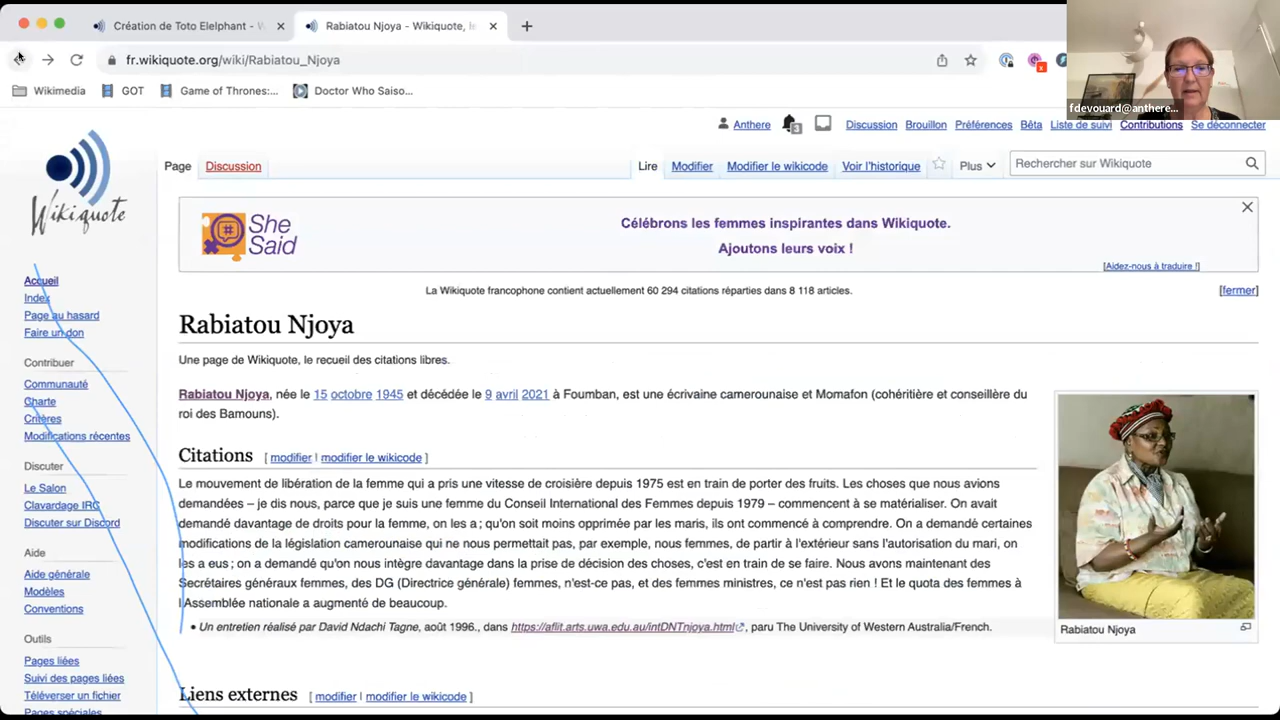 Création de Toto Elelphant - W
Rabiatou Njoya - Wikiquote, le
fr.wikiquote.org/wiki/Rabiatou_Njoya
Wikimedia
GOT
Game of Thrones:...
Doctor Who Saiso...
fdevouard@anthere...
Anthere
3
Discussion
Brouillon
Préférences
Bêta
Liste de suivi
Contributions
Se déconnecter
Wikiquote
Page
Discussion
Lire
Modifier
Modifier le wikicode
Voir l'historique
Plus
Rechercher sur Wikiquote
#
She
Said
Célébrons les femmes inspirantes dans Wikiquote.
Ajoutons leurs voix !
[Aidez-nous à traduire !]
La Wikiquote francophone contient actuellement 60 294 citations réparties dans 8 118 articles.
[fermer]
Accueil
Index
Page au hasard
Faire un don
Contribuer
Communauté
Charte
Critères
Modifications récentes
Discuter
Le Salon
Clavardage IRC
Discuter sur Discord
Aide
Aide générale
Modèles
Conventions
Outils
Pages liées
Suivi des pages liées
Téléverser un fichier
Pages spéciales
Rabiatou Njoya
Une page de Wikiquote, le recueil des citations libres.
Rabiatou Njoya, née le 15 octobre 1945 et décédée le 9 avril 2021 à Foumban, est une écrivaine camerounaise et Momafon (cohéritière et conseillère du
roi des Bamouns).
Citations [ modifier | modifier le wikicode ]
Le mouvement de libération de la femme qui a pris une vitesse de croisière depuis 1975 est en train de porter des fruits. Les choses que nous avions
demandées – je dis nous, parce que je suis une femme du Conseil International des Femmes depuis 1979 – commencent à se matérialiser. On avait
demandé davantage de droits pour la femme, on les a ; qu'on soit moins opprimée par les maris, ils ont commencé à comprendre. On a demandé certaines
modifications de la législation camerounaise qui ne nous permettait pas, par exemple, nous femmes, de partir à l'extérieur sans l'autorisation du mari, on
les a eus ; on a demandé qu'on nous intègre davantage dans la prise de décision des choses, c'est en train de se faire. Nous avons maintenant des
Secrétaires généraux femmes, des DG (Directrice générale) femmes, n'est-ce pas, et des femmes ministres, ce n'est pas rien ! Et le quota des femmes à
l'Assemblée nationale a augmenté de beaucoup.
• Un entretien réalisé par David Ndachi Tagne, août 1996., dans https://aflit.arts.uwa.edu.au/intDNTnjoya.html, paru The University of Western Australia/French.
Rabiatou Njoya
Liens externes [ modifier | modifier le wikicode ]